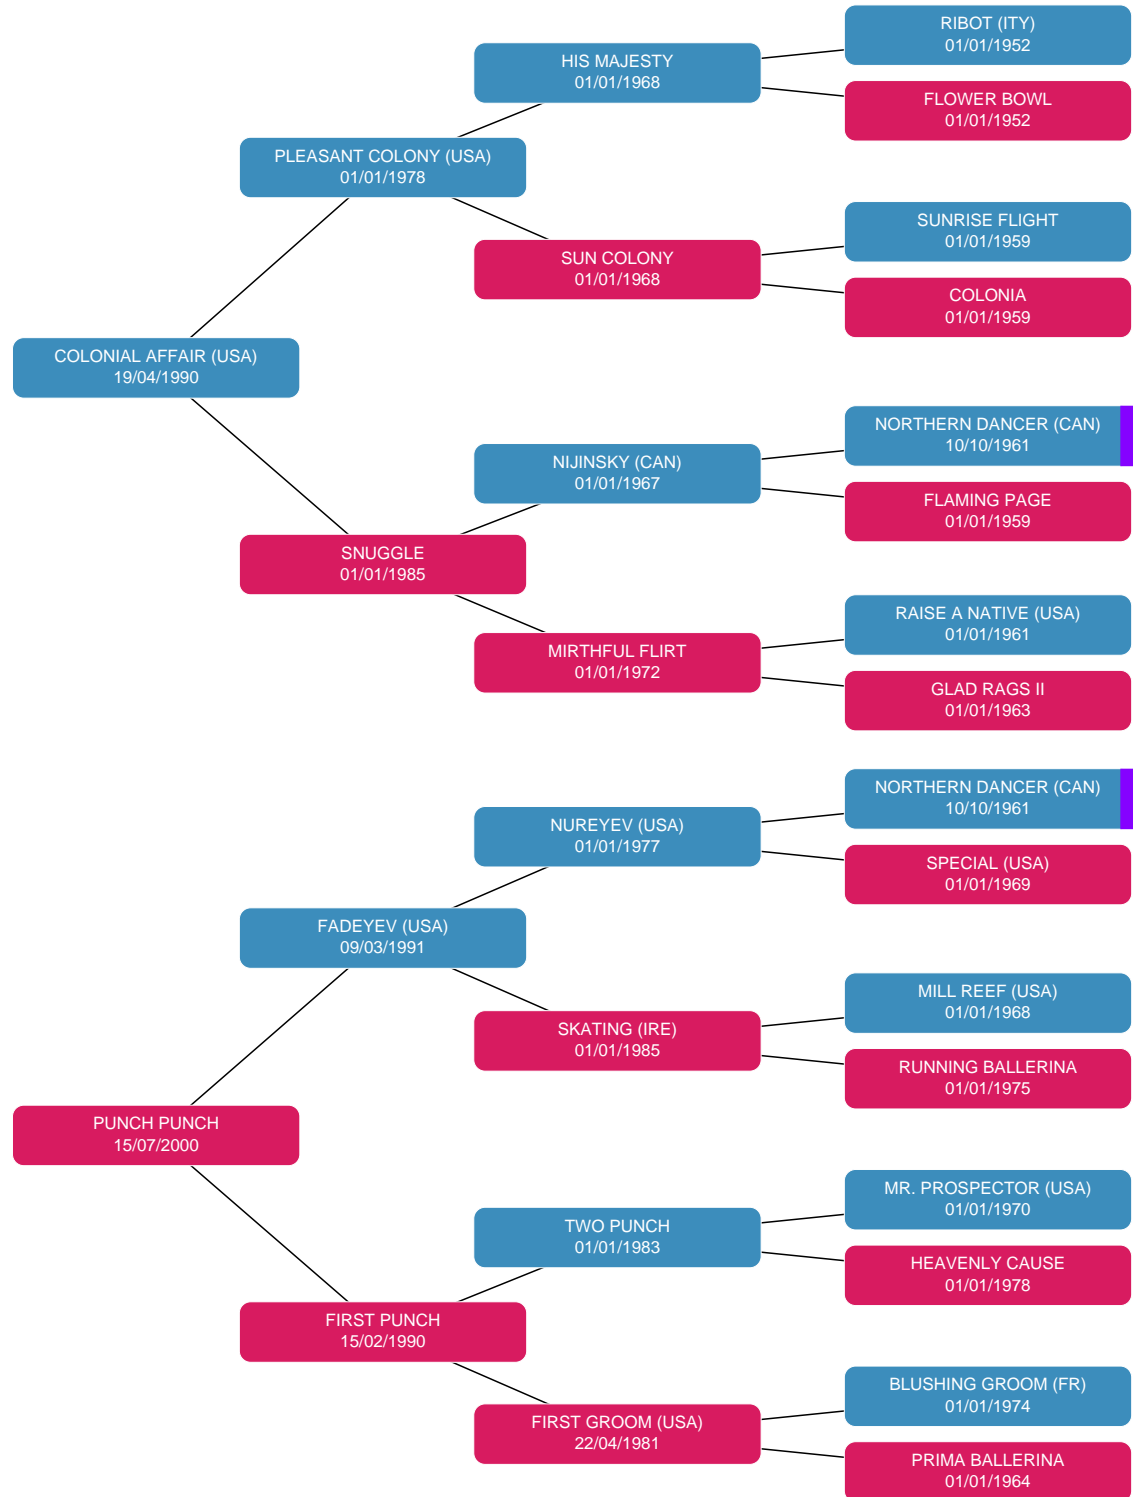 RIBOT (ITY)
01/01/1952
HIS MAJESTY
01/01/1968
FLOWER BOWL
01/01/1952
PLEASANT COLONY (USA)
01/01/1978
SUNRISE FLIGHT
01/01/1959
SUN COLONY
01/01/1968
COLONIA
01/01/1959
COLONIAL AFFAIR (USA)
19/04/1990
NORTHERN DANCER (CAN)
10/10/1961
NIJINSKY (CAN)
01/01/1967
FLAMING PAGE
01/01/1959
SNUGGLE
01/01/1985
RAISE A NATIVE (USA)
01/01/1961
MIRTHFUL FLIRT
01/01/1972
GLAD RAGS II
01/01/1963
NORTHERN DANCER (CAN)
10/10/1961
NUREYEV (USA)
01/01/1977
SPECIAL (USA)
01/01/1969
FADEYEV (USA)
09/03/1991
MILL REEF (USA)
01/01/1968
SKATING (IRE)
01/01/1985
RUNNING BALLERINA
01/01/1975
PUNCH PUNCH
15/07/2000
MR. PROSPECTOR (USA)
01/01/1970
TWO PUNCH
01/01/1983
HEAVENLY CAUSE
01/01/1978
FIRST PUNCH
15/02/1990
BLUSHING GROOM (FR)
01/01/1974
FIRST GROOM (USA)
22/04/1981
PRIMA BALLERINA
01/01/1964